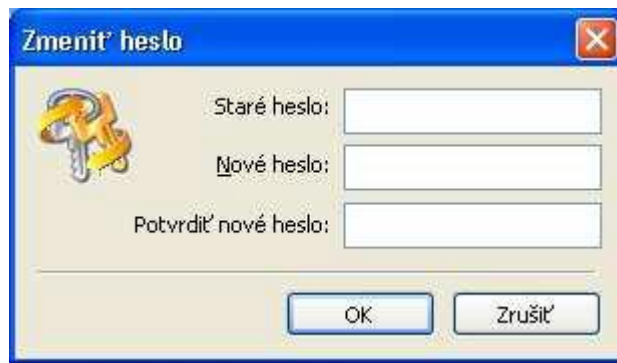 Zmeniť heslo
Staré heslo:
Nové heslo:
Potvrdiť nové heslo:
OK
Zrušiť